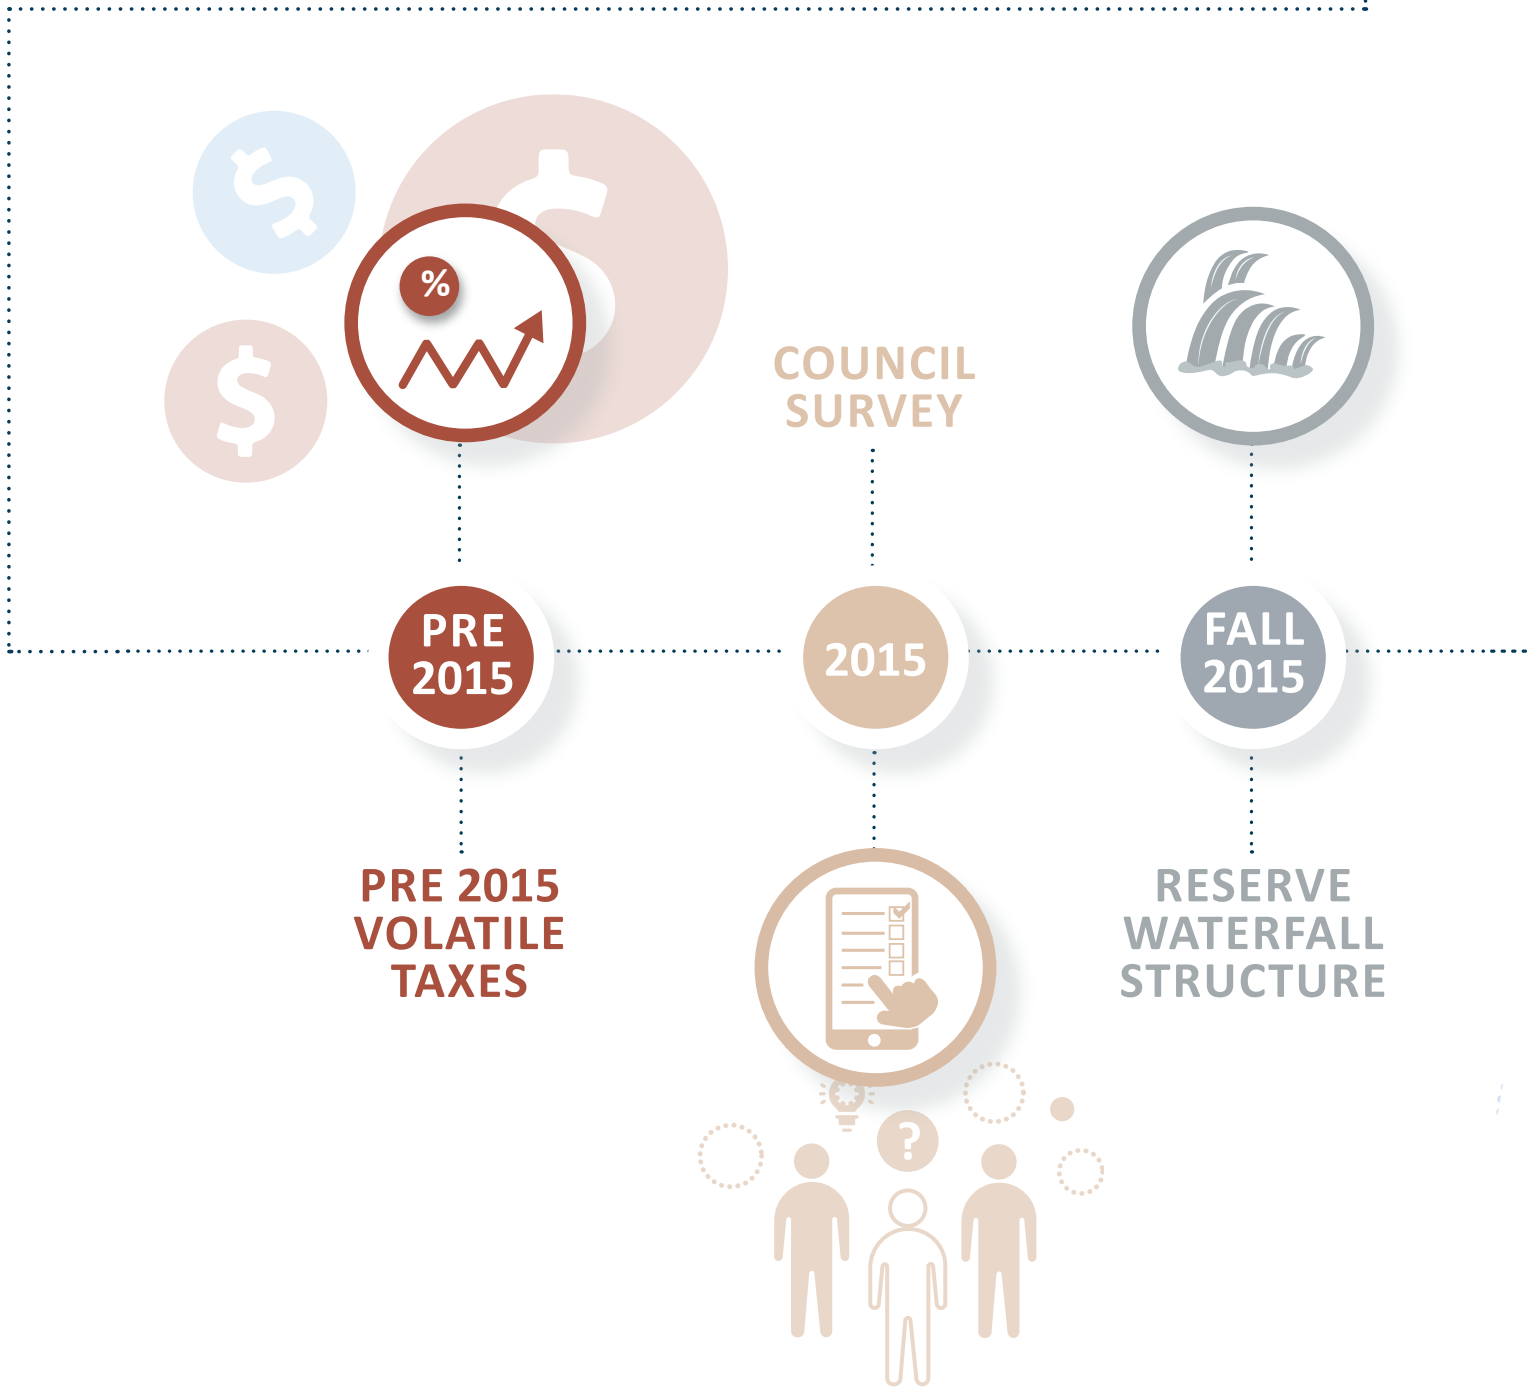 $
$
$
%
COUNCIL
SURVEY
PRE
2015
2015
FALL
2015
PRE 2015
VOLATILE
TAXES
RESERVE
WATERFALL
STRUCTURE
?